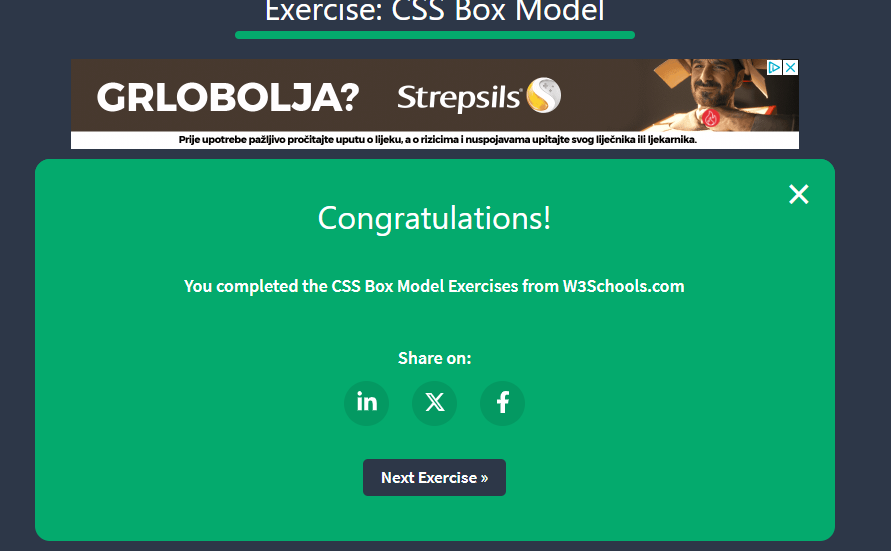 Exercise: CSS Box Model
GRLOBOLJA? Strepsils
Prije upotrebe pažljivo pročitajte uputu o lijeku, a o rizicima i nuspojavama upitajte svog liječnika ili ljekarnika.
Congratulations!
You completed the CSS Box Model Exercises from W3Schools.com
Share on:
Next Exercise »